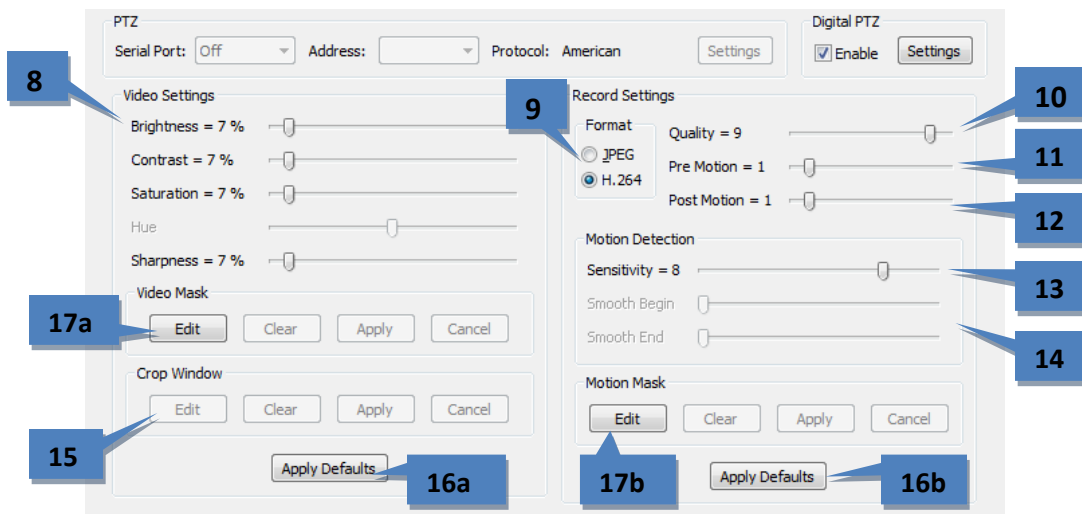 PTZ
Serial Port: Off Address: Protocol: American Settings
Digital PTZ
Enable Settings
8
Video Settings
Brightness = 7 %
Contrast = 7 %
Saturation = 7 %
Hue
Sharpness = 7 %
Video Mask
17a
Edit Clear Apply Cancel
Crop Window
Edit Clear Apply Cancel
15
Apply Defaults
16a
9
Record Settings
Format
JPEG
H.264
Quality = 9
10
Pre Motion = 1
11
Post Motion = 1
12
Motion Detection
Sensitivity = 8
13
Smooth Begin
Smooth End
14
Motion Mask
Edit Clear Apply Cancel
17b
Apply Defaults
16b